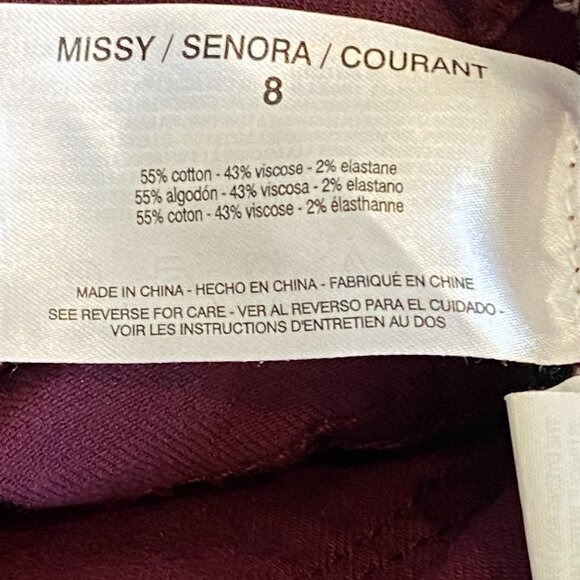 MISSY / SENORA / COURANT
8
55% cotton - 43% viscose - 2% elastane
55% algodón - 43% viscosa - 2% elastano
55% coton - 43% viscose - 2% élasthanne
MADE IN CHINA - HECHO EN CHINA - FABRIQUÉ EN CHINE
SEE REVERSE FOR CARE - VER AL REVERSO PARA EL CUIDADO -
VOIR LES INSTRUCTIONS D'ENTRETIEN AU DOS